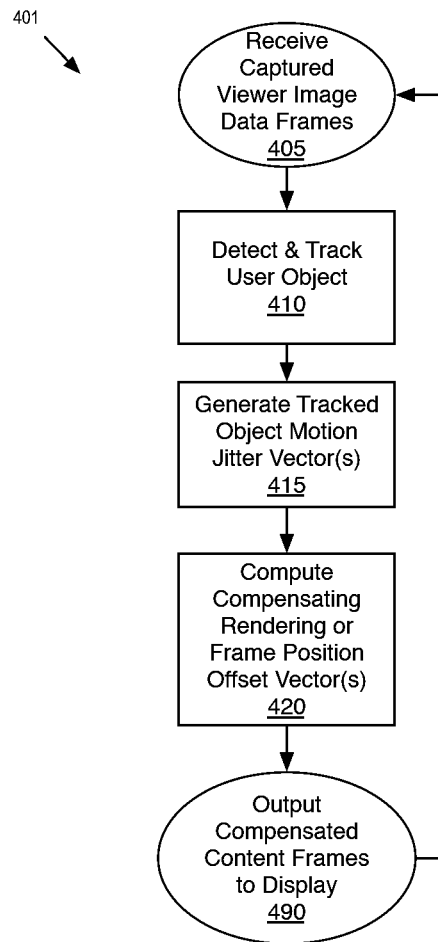 401
Receive
Captured
Viewer Image
Data Frames
405
Detect & Track
User Object
410
Generate Tracked
Object Motion
Jitter Vector(s)
415
Compute
Compensating
Rendering or
Frame Position
Offset Vector(s)
420
Output
Compensated
Content Frames
to Display
490